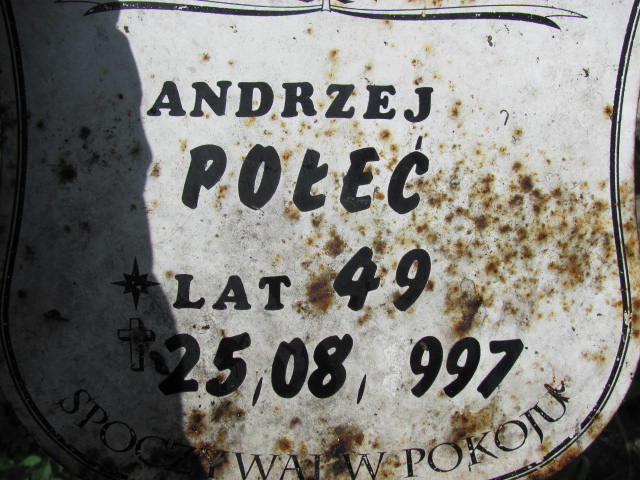 ANDRZEJ
POŁEĆ
LAT 49
25,08, 997
SPOCZYWAJ W POKOJU